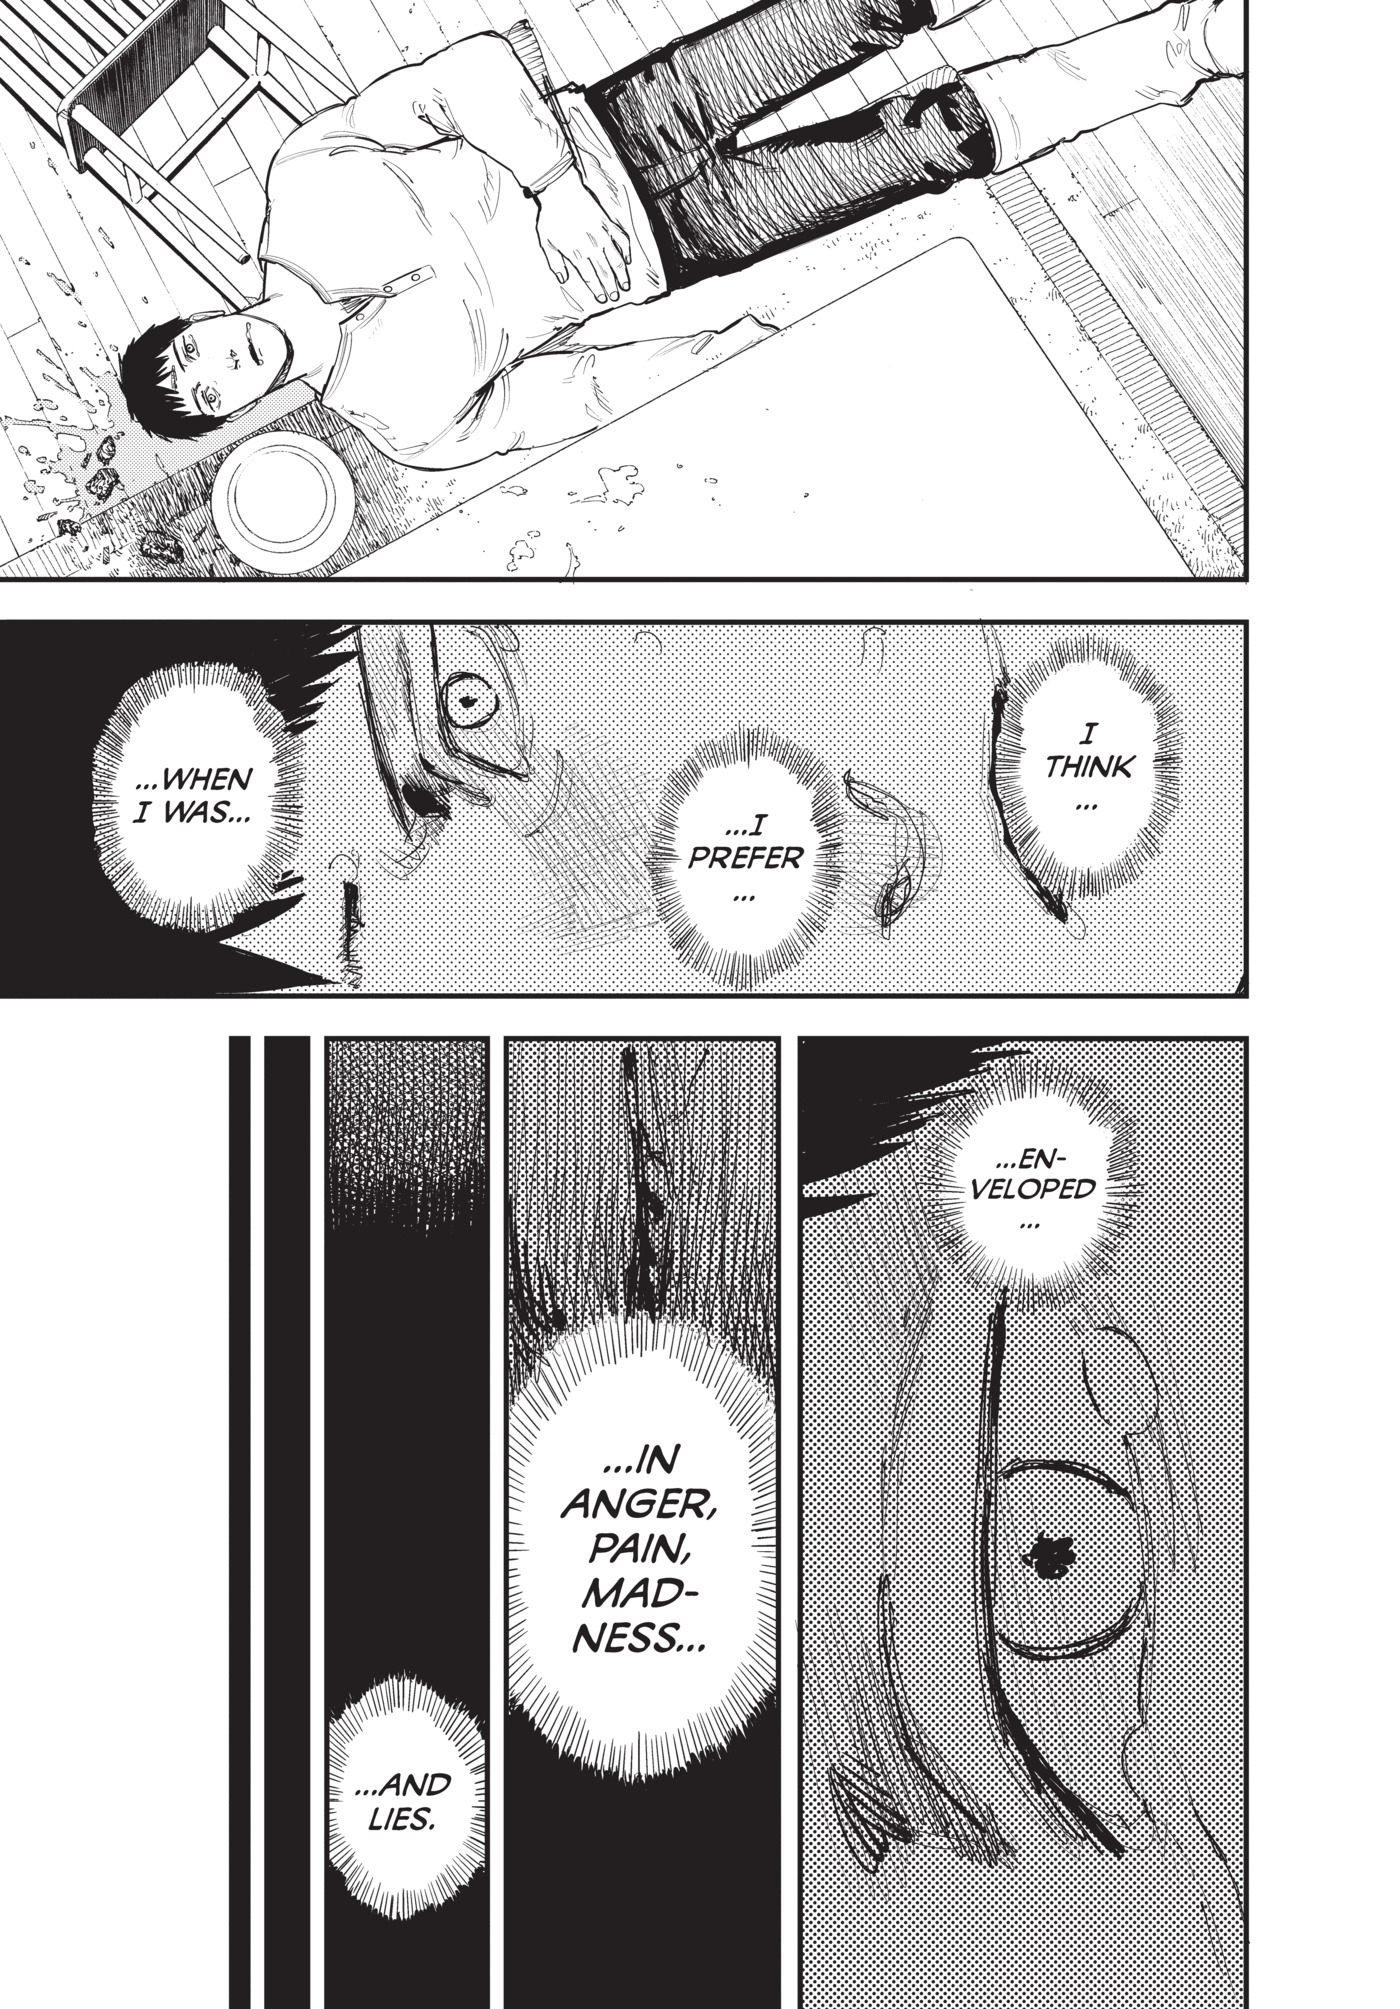 I
THINK
...
...I
PREFER
...
...WHEN
I WAS...
...EN-
VELOPED
...
...IN
ANGER,
PAIN,
MAD-
NESS...
...AND
LIES.